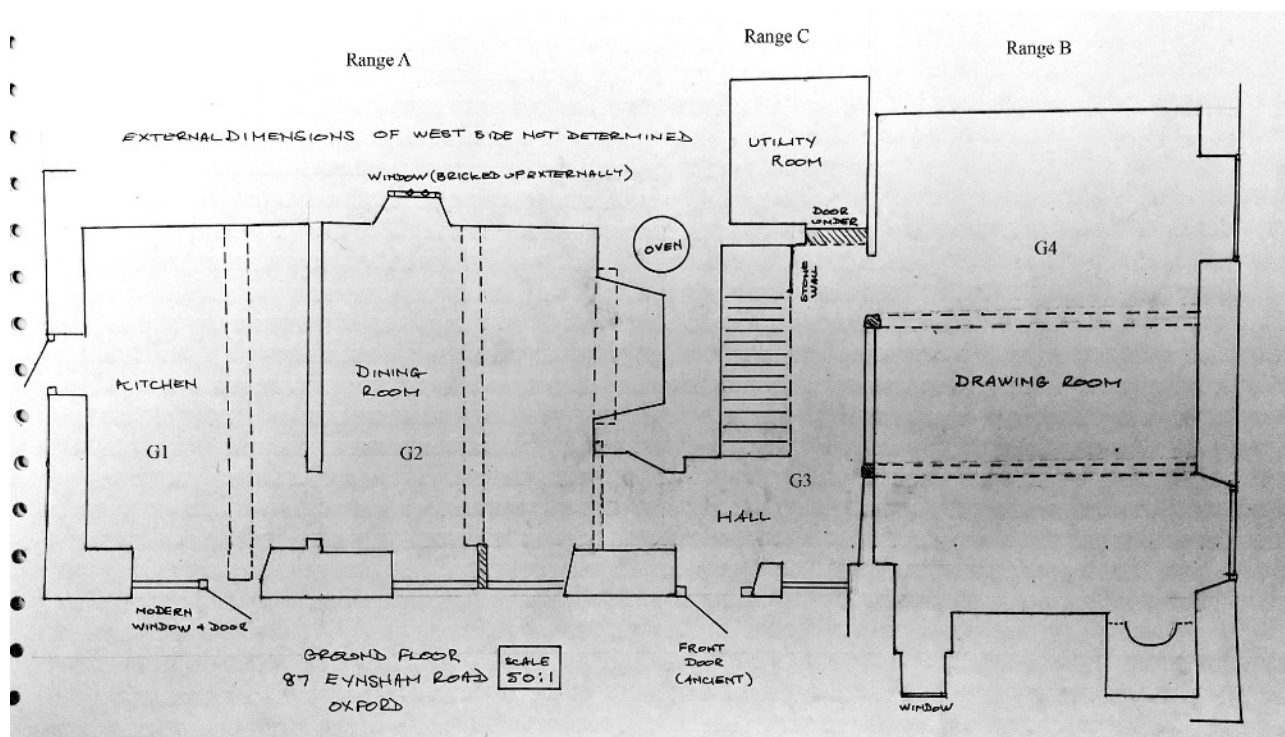 Range A
Range C
Range B
EXTERNAL DIMENSIONS OF WEST SIDE NOT DETERMINED
WINDOW (BRICKED UP EXTERNALLY)
UTILITY
ROOM
DOOR
UNDER
OVEN
STONE
WALL
G4
KITCHEN
DINING
ROOM
DRAWING ROOM
G1
G2
G3
HALL
MODERN
WINDOW & DOOR
GROUND FLOOR
87 EYNSHAM ROAD
OXFORD
SCALE
50:1
FRONT
DOOR
(ANCIENT)
WINDOW